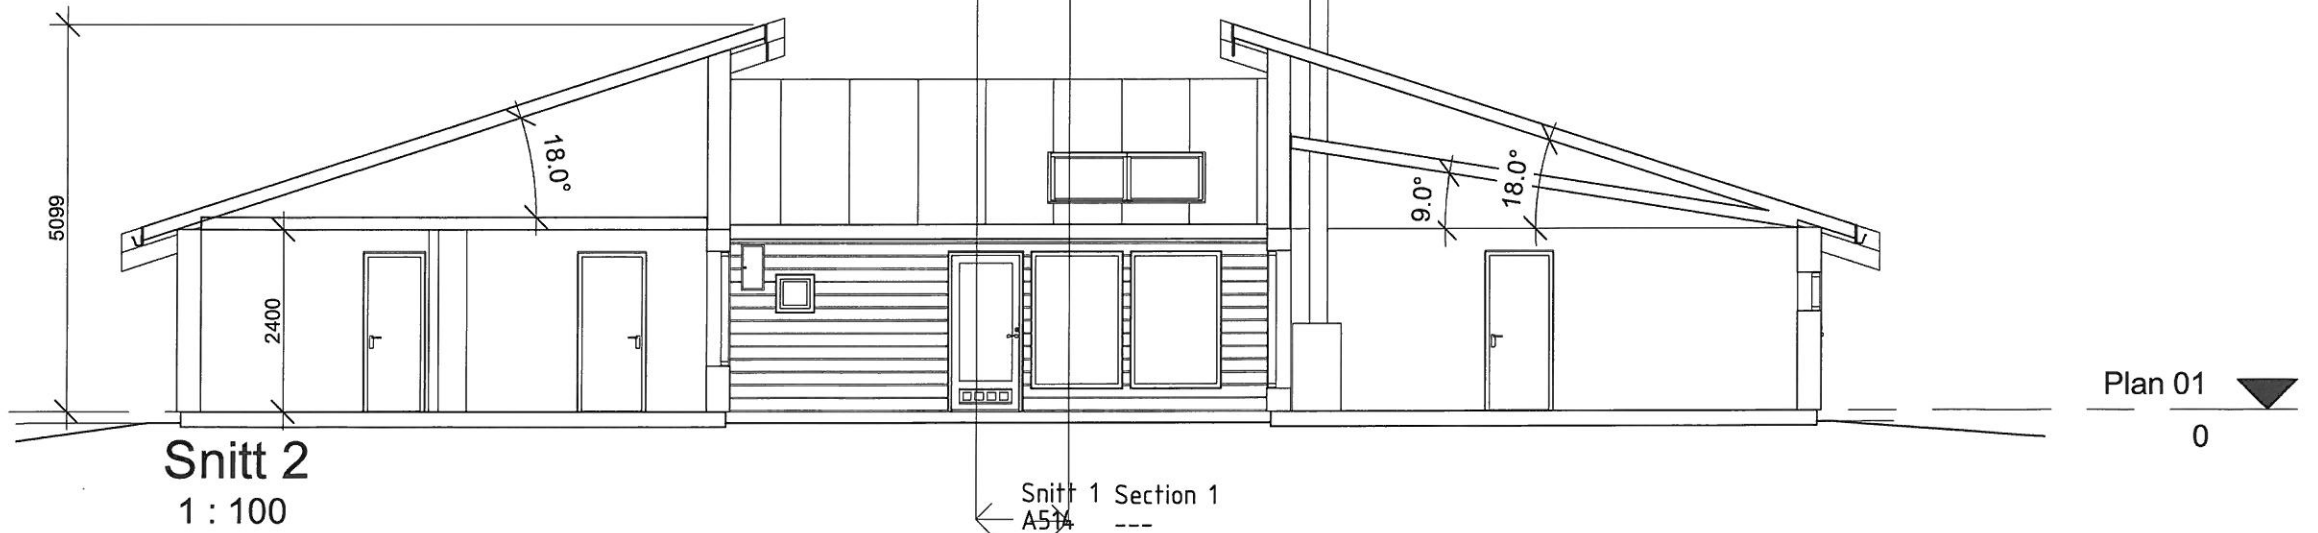 5099
18.0°
2400
9.0°
18.0°
Plan 01
0
Snitt 2
1 : 100
Snitt 1 Section 1
A514 ---